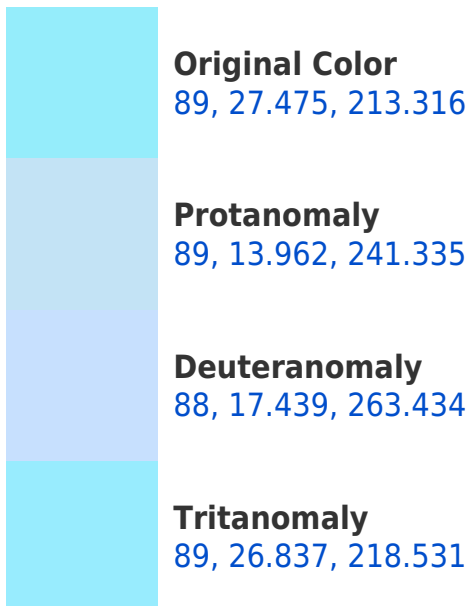 Original Color
89, 27.475, 213.316
Protanomaly
89, 13.962, 241.335
Deuteranomaly
88, 17.439, 263.434
Tritanomaly
89, 26.837, 218.531